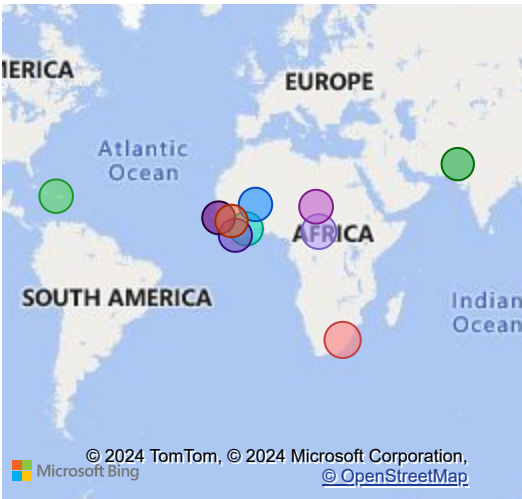 MERICA
EUROPE
Atlantic
Ocean
AFRICA
SOUTH AMERICA
Indian
Ocean
© 2024 TomTom, © 2024 Microsoft Corporation,
Microsoft Bing
© OpenStreetMap